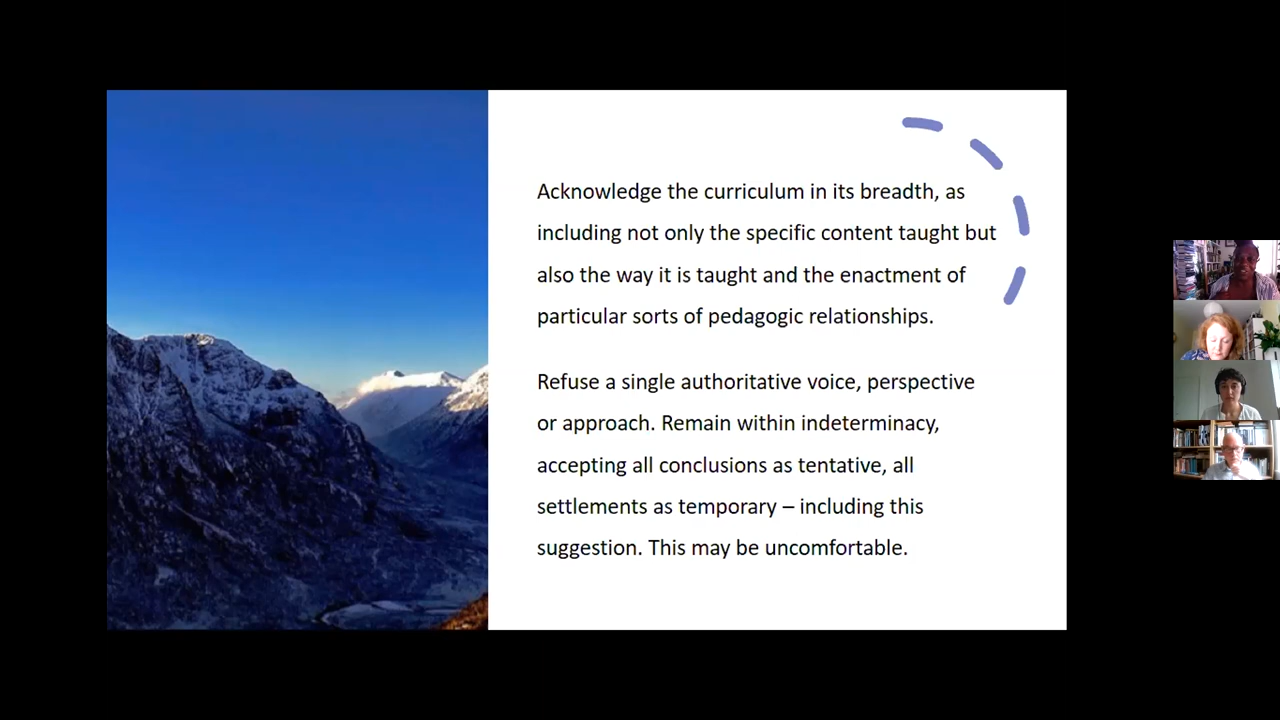 Acknowledge the curriculum in its breadth, as
including not only the specific content taught but
also the way it is taught and the enactment of
particular sorts of pedagogic relationships.
Refuse a single authoritative voice, perspective
or approach. Remain within indeterminacy,
accepting all conclusions as tentative, all
settlements as temporary – including this
suggestion. This may be uncomfortable.